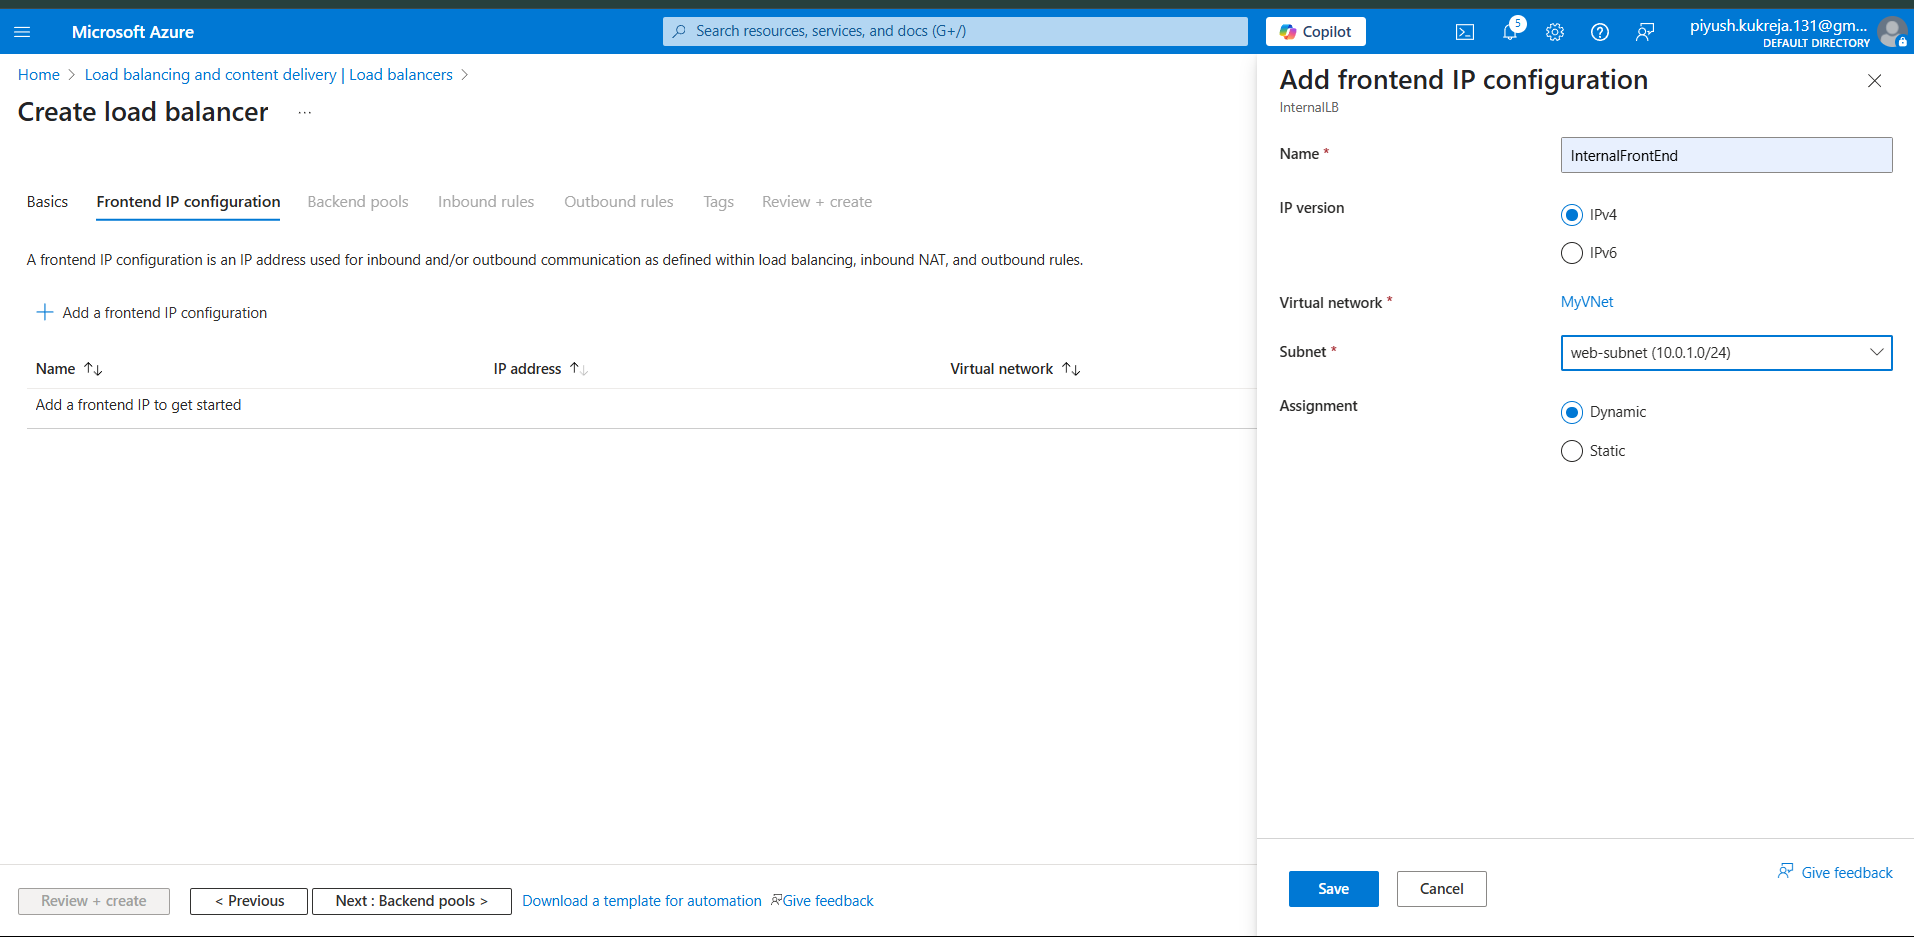 Microsoft Azure
Search resources, services, and docs (G+/)
Copilot
5
piyush.kukreja.131@gm...
DEFAULT DIRECTORY
Home > Load balancing and content delivery | Load balancers >
Create load balancer ...
Basics
Frontend IP configuration
Backend pools
Inbound rules
Outbound rules
Tags
Review + create
A frontend IP configuration is an IP address used for inbound and/or outbound communication as defined within load balancing, inbound NAT, and outbound rules.
+ Add a frontend IP configuration
Name ↑↓
IP address ↑↓
Virtual network ↑↓
Add a frontend IP to get started
Review + create
< Previous
Next : Backend pools >
Download a template for automation
Give feedback
Add frontend IP configuration
InternalLB
Name *
InternalFrontEnd
IP version
IPv4
IPv6
Virtual network *
MyVNet
Subnet *
web-subnet (10.0.1.0/24)
Assignment
Dynamic
Static
Give feedback
Save
Cancel